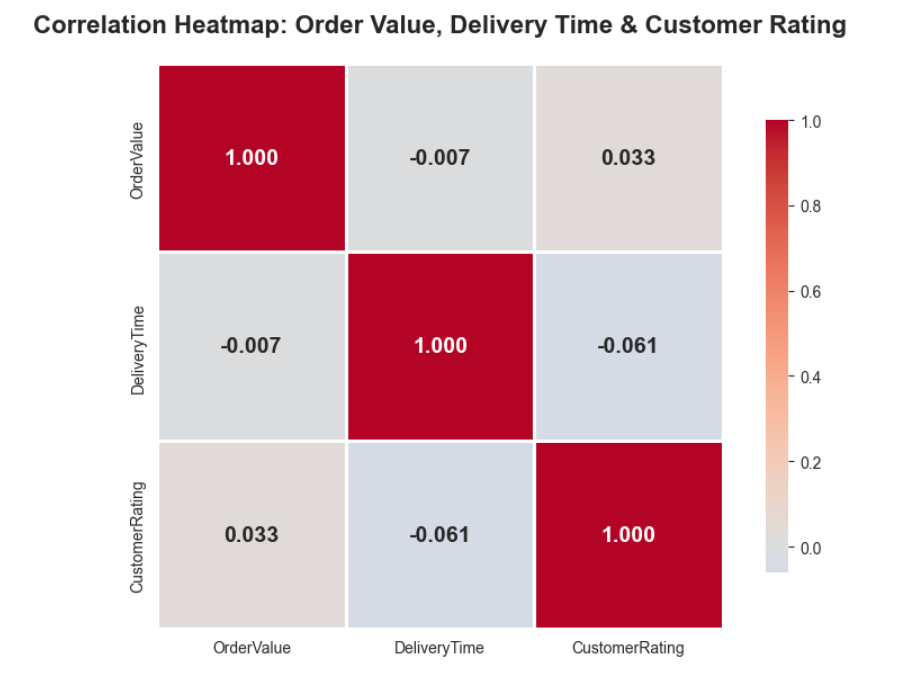 Correlation Heatmap: Order Value, Delivery Time & Customer Rating
OrderValue
1.000
-0.007
0.033
DeliveryTime
-0.007
1.000
-0.061
CustomerRating
0.033
-0.061
1.000
OrderValue
DeliveryTime
CustomerRating
1.0
0.8
0.6
0.4
0.2
0.0